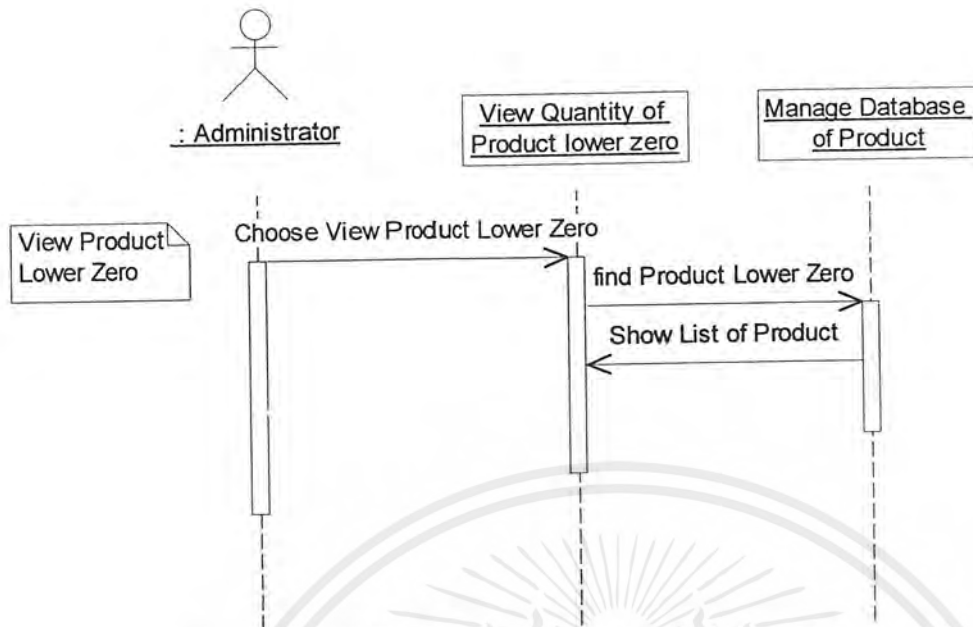 : Administrator
View Quantity of
Product lower zero
Manage Database
of Product
View Product
Lower Zero
Choose View Product Lower Zero
find Product Lower Zero
Show List of Product